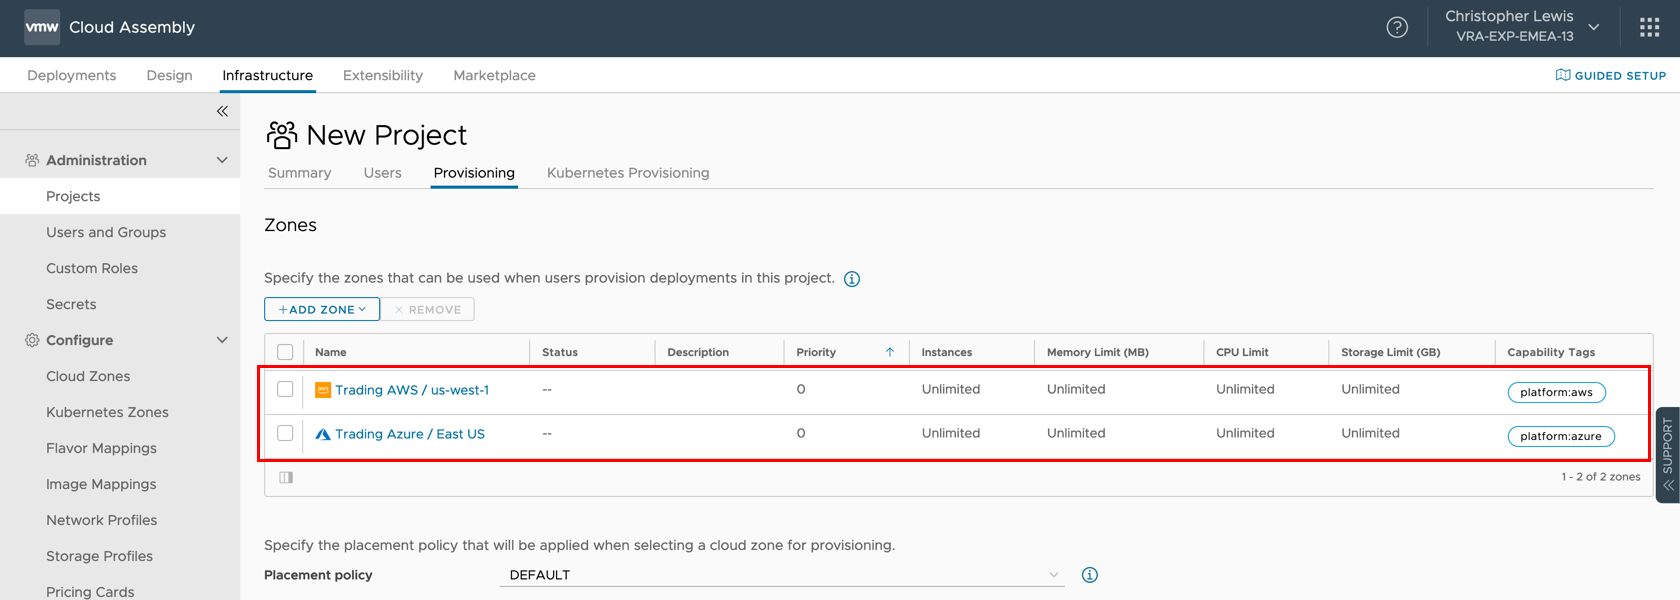 vmw Cloud Assembly
Christopher Lewis
VRA-EXP-EMEA-13
Deployments Design Infrastructure Extensibility Marketplace
GUIDED SETUP
Administration
Projects
Users and Groups
Custom Roles
Secrets
Configure
Cloud Zones
Kubernetes Zones
Flavor Mappings
Image Mappings
Network Profiles
Storage Profiles
Pricing Cards
New Project
Summary Users Provisioning Kubernetes Provisioning
Zones
Specify the zones that can be used when users provision deployments in this project.
+ADD ZONE × REMOVE
Name Status Description Priority Instances Memory Limit (MB) CPU Limit Storage Limit (GB) Capability Tags
aws Trading AWS / us-west-1 -- 0 Unlimited Unlimited Unlimited Unlimited platform:aws
Trading Azure / East US -- 0 Unlimited Unlimited Unlimited Unlimited platform:azure
1 - 2 of 2 zones
Specify the placement policy that will be applied when selecting a cloud zone for provisioning.
Placement policy DEFAULT
SUPPORT